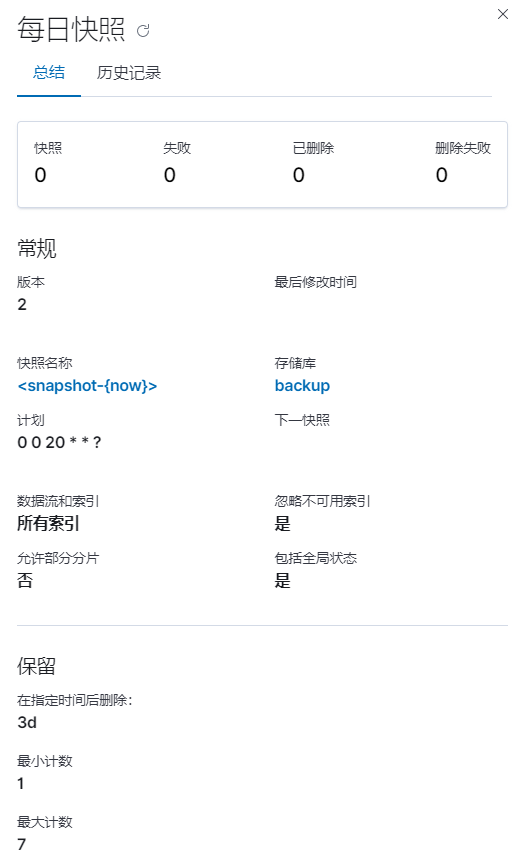 每日快照
总结 历史记录
快照 失败 已删除 删除失败
0 0 0 0
常规
版本 最后修改时间
2
快照名称 存储库
<snapshot-{now}> backup
计划 下一快照
0 0 20 * * ?
数据流和索引 忽略不可用索引
所有索引 是
允许部分分片 包括全局状态
否 是
保留
在指定时间后删除：
3d
最小计数
1
最大计数
7